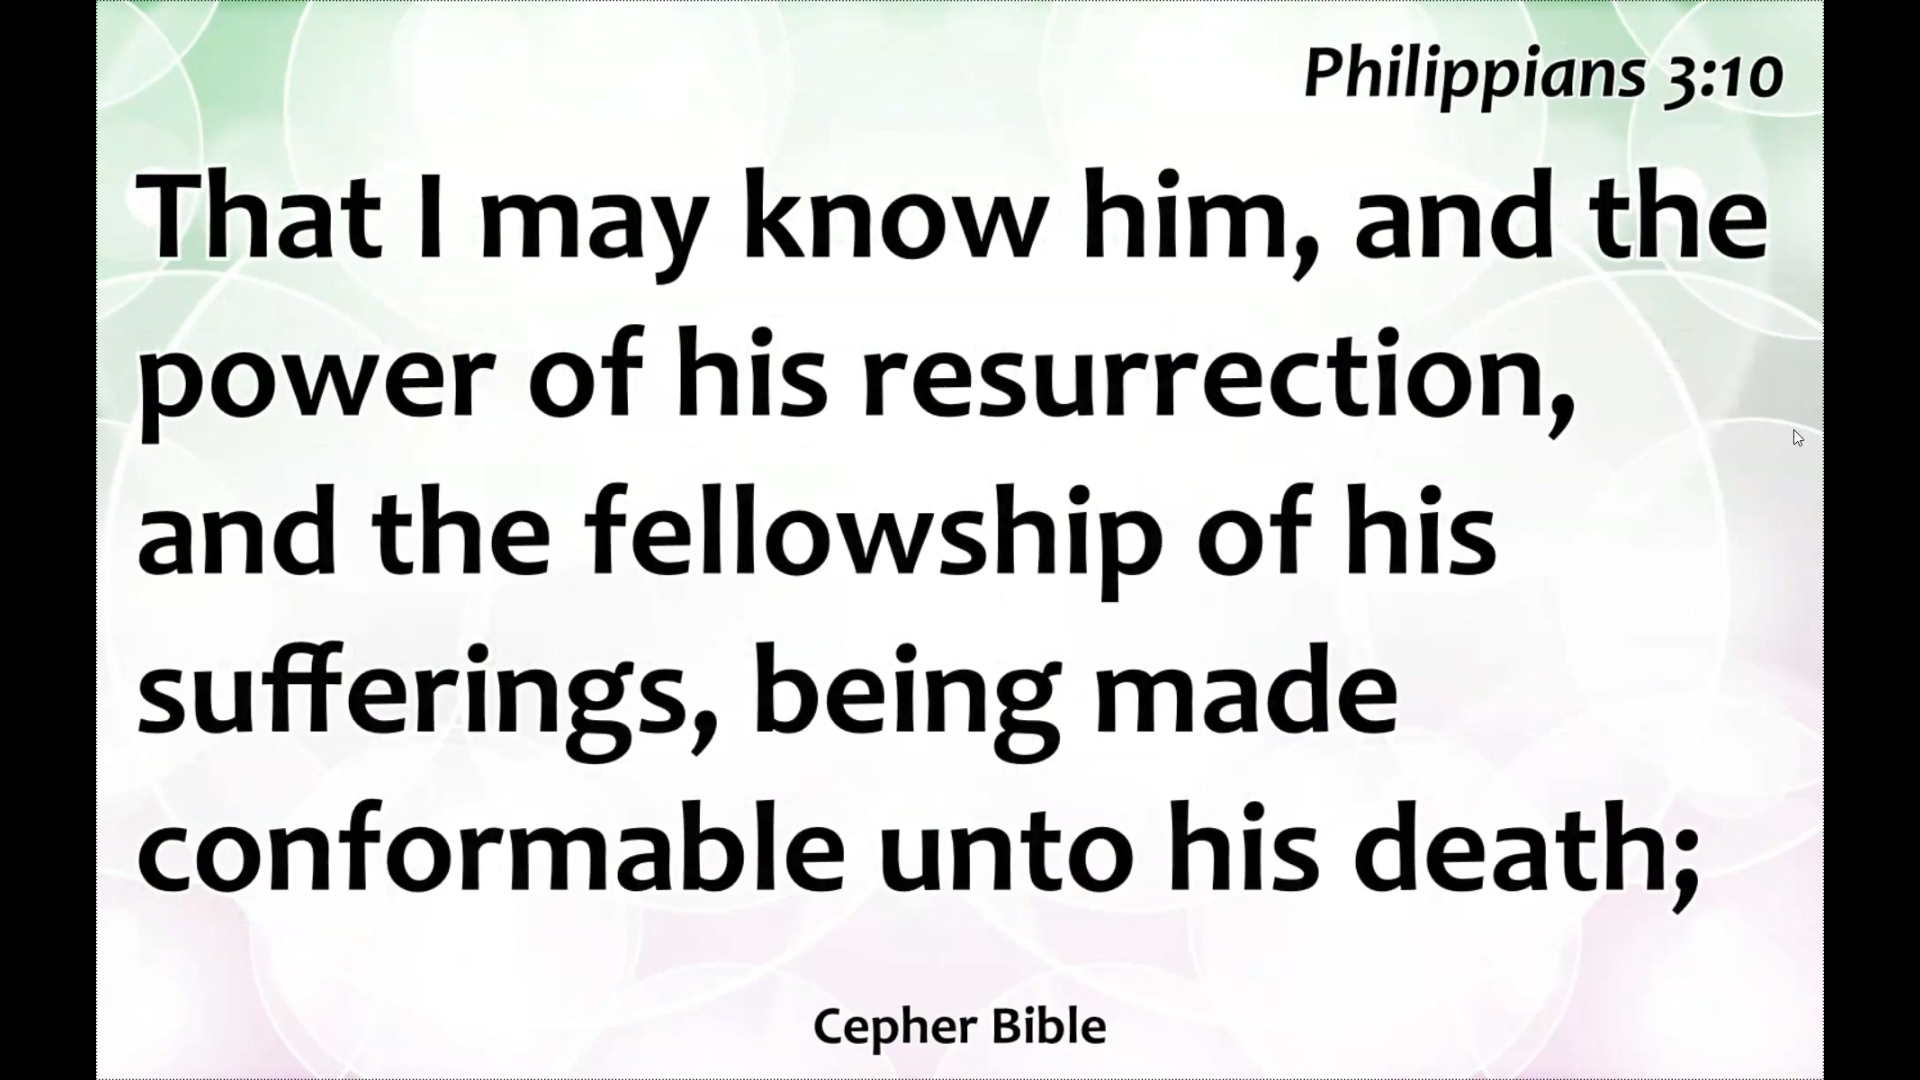 Philippians 3:10
That I may know him, and the
power of his resurrection,
and the fellowship of his
sufferings, being made
conformable unto his death;
Cepher Bible